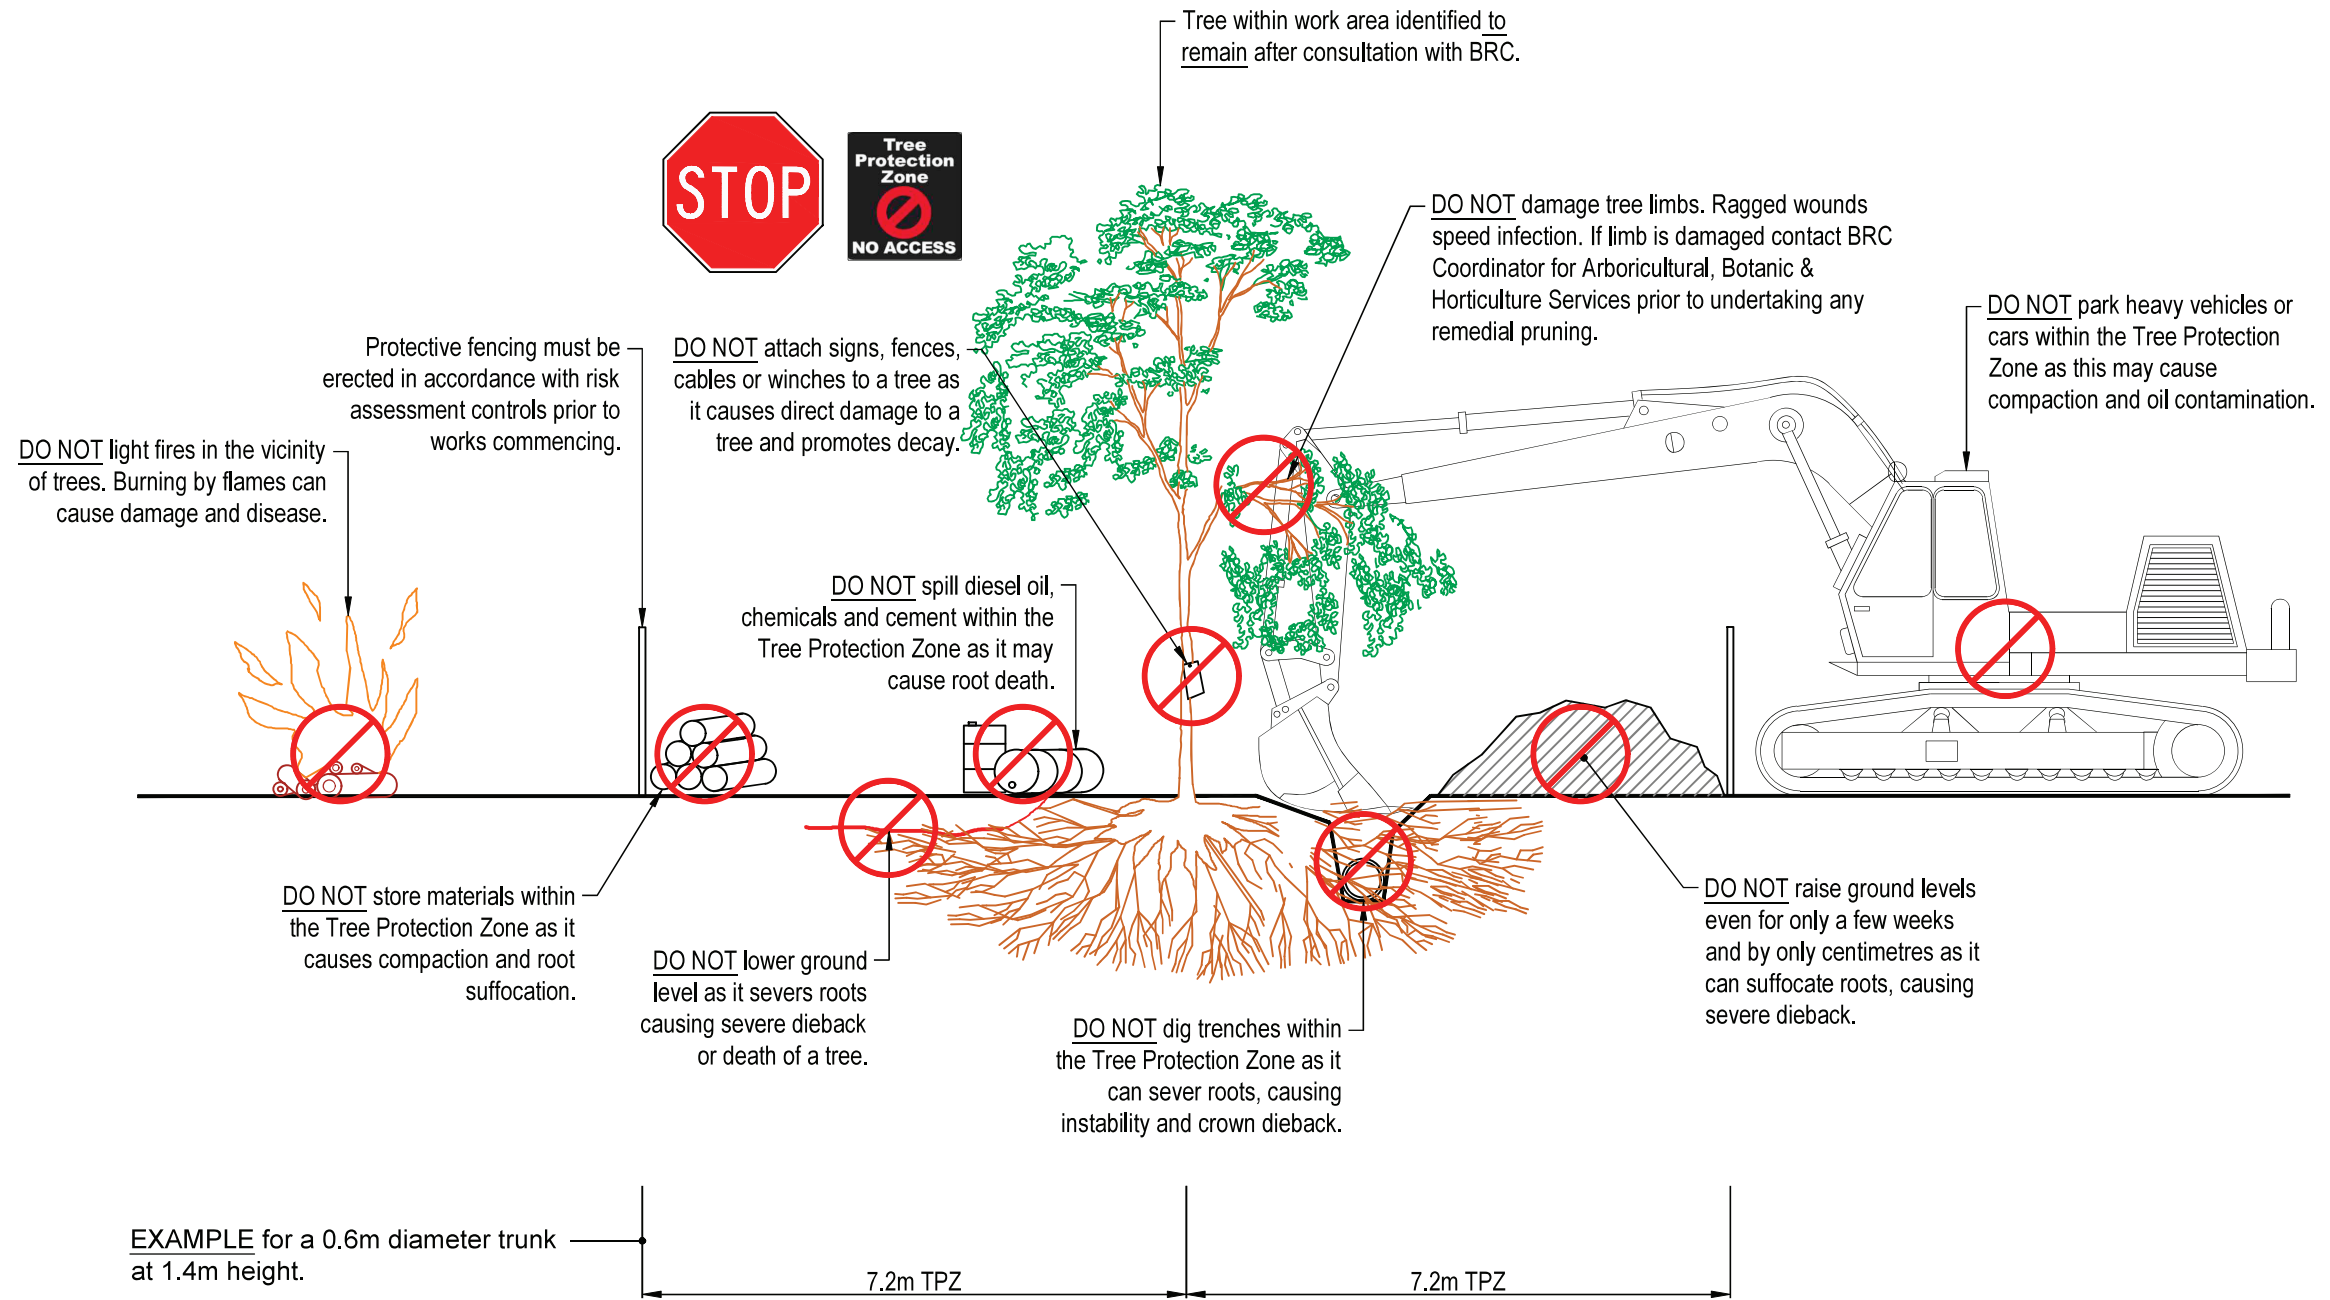 Tree within work area identified to
remain after consultation with BRC.
STOP
Tree
Protection
Zone
NO ACCESS
DO NOT damage tree limbs. Ragged wounds
speed infection. If limb is damaged contact BRC
Coordinator for Arboricultural, Botanic &
Horticulture Services prior to undertaking any
remedial pruning.
DO NOT park heavy vehicles or
cars within the Tree Protection
Zone as this may cause
compaction and oil contamination.
Protective fencing must be
erected in accordance with risk
assessment controls prior to
works commencing.
DO NOT attach signs, fences,
cables or winches to a tree as
it causes direct damage to a
tree and promotes decay.
DO NOT light fires in the vicinity
of trees. Burning by flames can
cause damage and disease.
DO NOT spill diesel oil,
chemicals and cement within the
Tree Protection Zone as it may
cause root death.
DO NOT store materials within
the Tree Protection Zone as it
causes compaction and root
suffocation.
DO NOT lower ground
level as it severs roots
causing severe dieback
or death of a tree.
DO NOT dig trenches within
the Tree Protection Zone as it
can sever roots, causing
instability and crown dieback.
DO NOT raise ground levels
even for only a few weeks
and by only centimetres as it
can suffocate roots, causing
severe dieback.
EXAMPLE for a 0.6m diameter trunk
at 1.4m height.
7.2m TPZ
7.2m TPZ